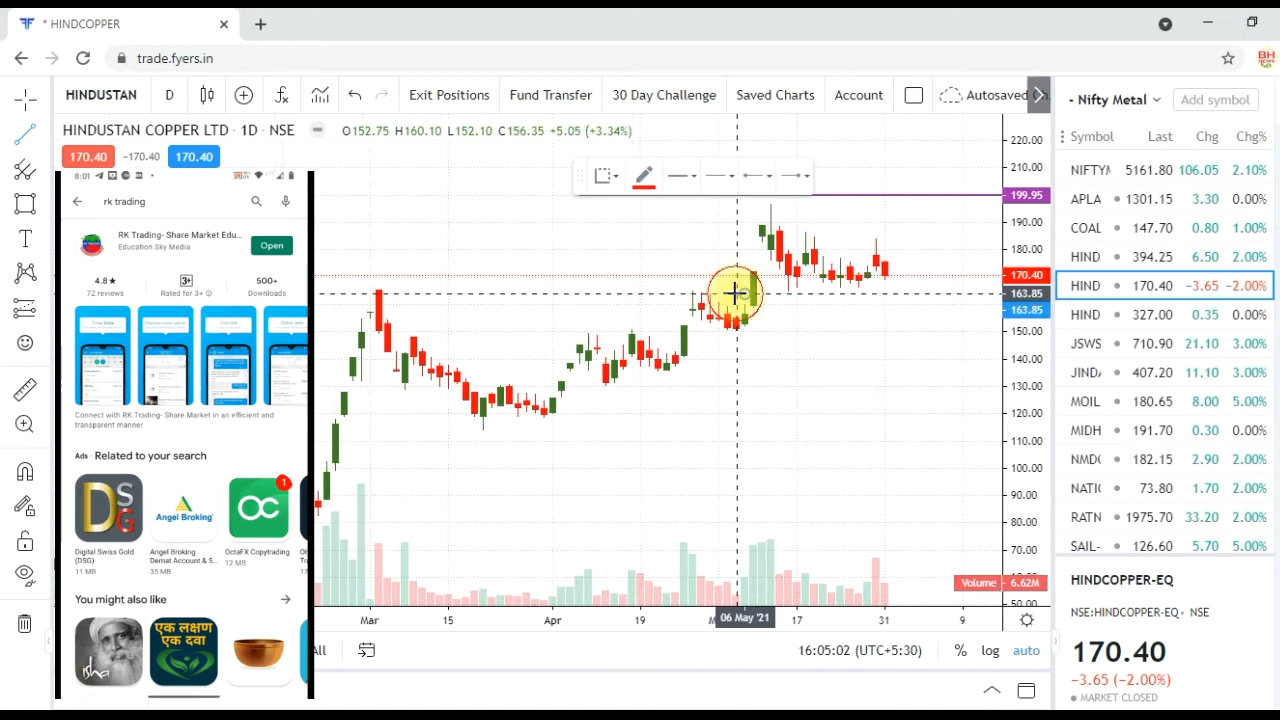 * HINDCOPPER
trade.fyers.in
BH
NEWS
HINDUSTAN D Exit Positions Fund Transfer 30 Day Challenge Saved Charts Account Autosaved
HINDUSTAN COPPER LTD · 1D · NSE O152.75 H160.10 L152.10 C156.35 +5.05 (+3.34%)
170.40 −170.40 170.40
8:01
rk trading
RK Trading- Share Market Edu...
Education Sky Media
Open
4.8★ 3+ 500+
72 reviews Rated for 3+ Downloads
Connect with RK Trading- Share Market in an efficient and
transparent manner
Ads Related to your search
DSG
Angel Broking
OC
1
Digital Swiss Gold
(DSG)
11 MB
Angel Broking
Demat Account & S...
35 MB
OctaFX Copytrading
12 MB
You might also like
isha
एक लक्षण
एक दवा
220.00
210.00
199.95
190.00
180.00
170.40
163.85
163.85
150.00
140.00
130.00
120.00
110.00
100.00
90.00
80.00
70.00
Volume 6.62M
50.00
Mar 15 Apr 19 06 May '21 17 31 9
All 16:05:02 (UTC+5:30) % log auto
- Nifty Metal Add symbol
Symbol Last Chg Chg%
NIFTYM 5161.80 106.05 2.10%
APLA 1301.15 3.30 0.00%
COAL 147.70 0.80 1.00%
HIND 394.25 6.50 2.00%
HIND 170.40 −3.65 −2.00%
HIND 327.00 0.35 0.00%
JSWS 710.90 21.10 3.00%
JINDA 407.20 11.10 3.00%
MOIL 180.65 8.00 5.00%
MIDH 191.70 0.30 0.00%
NMDC 182.15 2.90 2.00%
NATI 73.80 1.70 2.00%
RATN 1975.70 33.20 2.00%
SAIL- 126.60 5.70 5.00%
HINDCOPPER-EQ
NSE:HINDCOPPER-EQ • NSE
170.40
−3.65 (−2.00%)
MARKET CLOSED